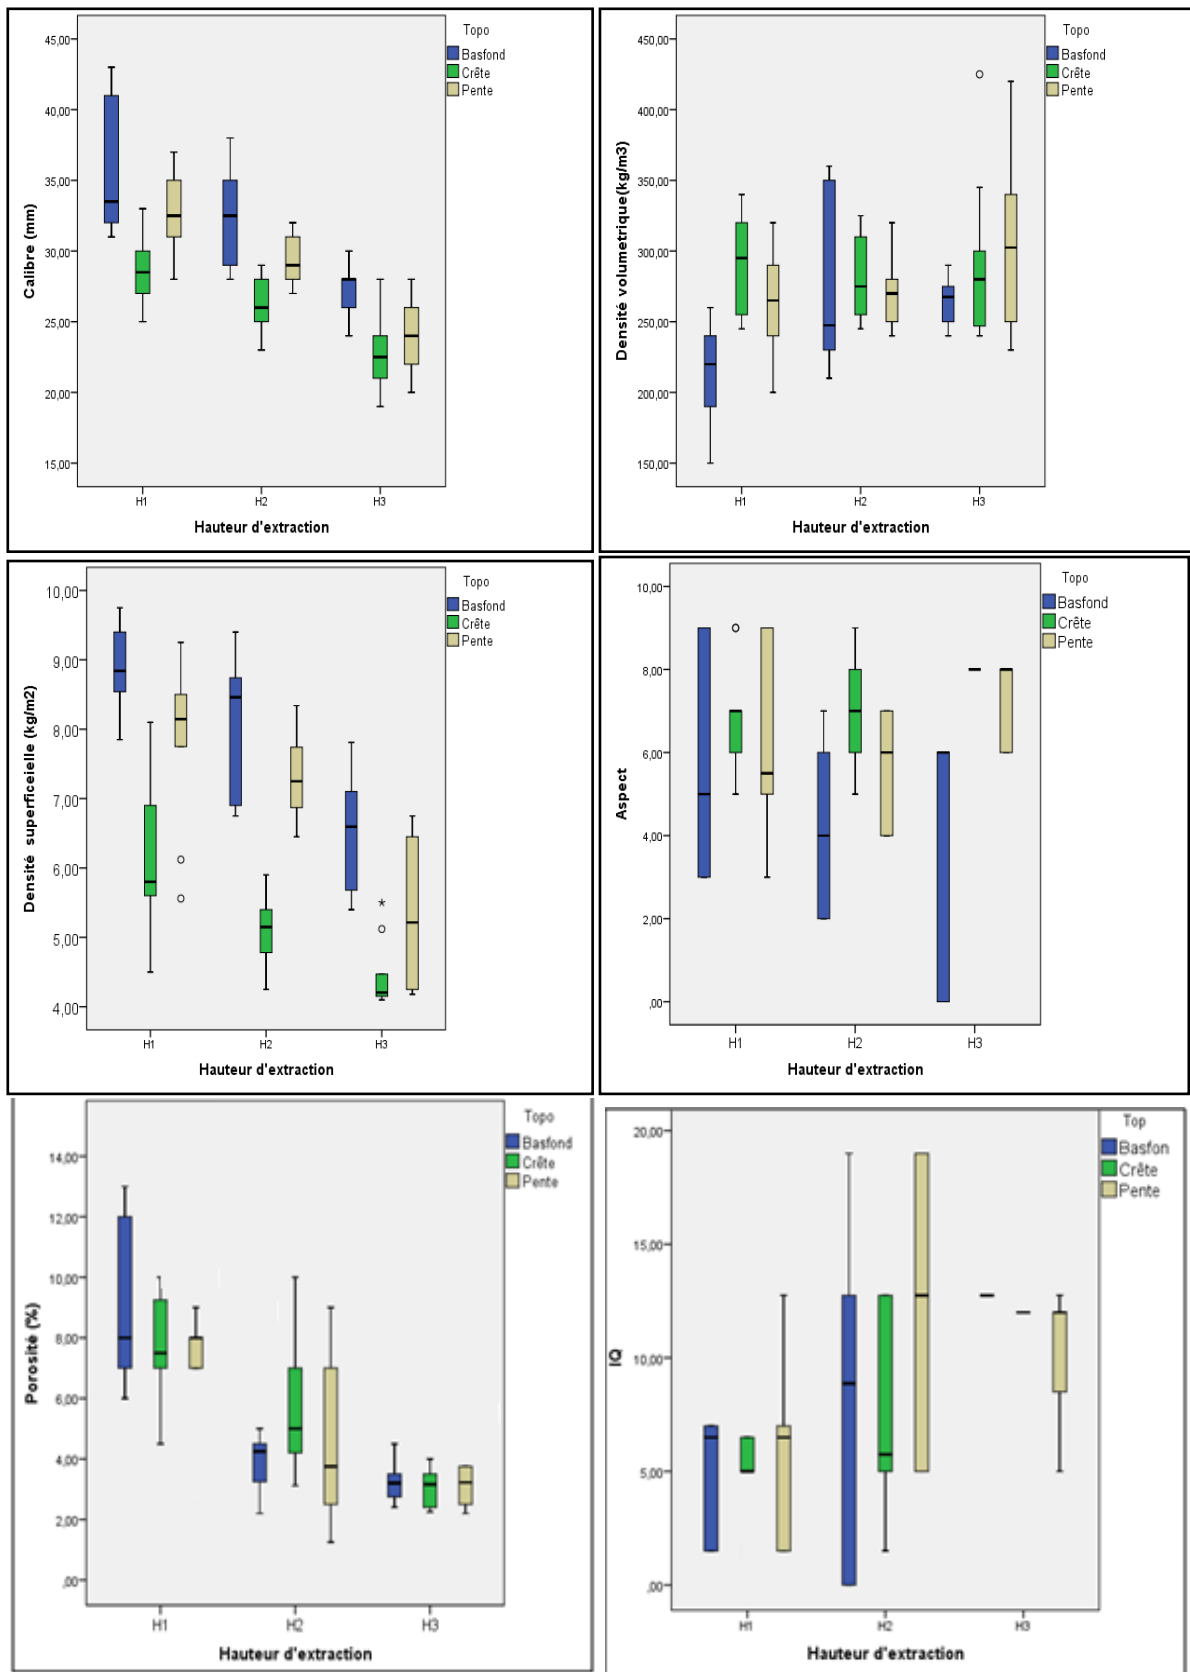 Topo
Basfond
Crête
Pente
45,00
40,00
35,00
30,00
25,00
20,00
15,00
Calibre (mm)
H1 H2 H3
Hauteur d'extraction
Topo
Basfond
Crête
Pente
450,00
400,00
350,00
300,00
250,00
200,00
150,00
Densité volumetrique(kg/m3)
H1 H2 H3
Hauteur d'extraction
Topo
Basfond
Crête
Pente
10,00
9,00
8,00
7,00
6,00
5,00
4,00
Densité superficeielle (kg/m2)
H1 H2 H3
Hauteur d'extraction
Topo
Basfond
Crête
Pente
10,00
8,00
6,00
4,00
2,00
,00
Aspect
H1 H2 H3
Hauteur d'extraction
Topo
Basfond
Crête
Pente
14,00
12,00
10,00
8,00
6,00
4,00
2,00
,00
Porosité (%)
H1 H2 H3
Hauteur d'extraction
Top
Basfon
Crête
Pente
20,00
15,00
10,00
5,00
,00
IQ
H1 H2 H3
Hauteur d'extraction